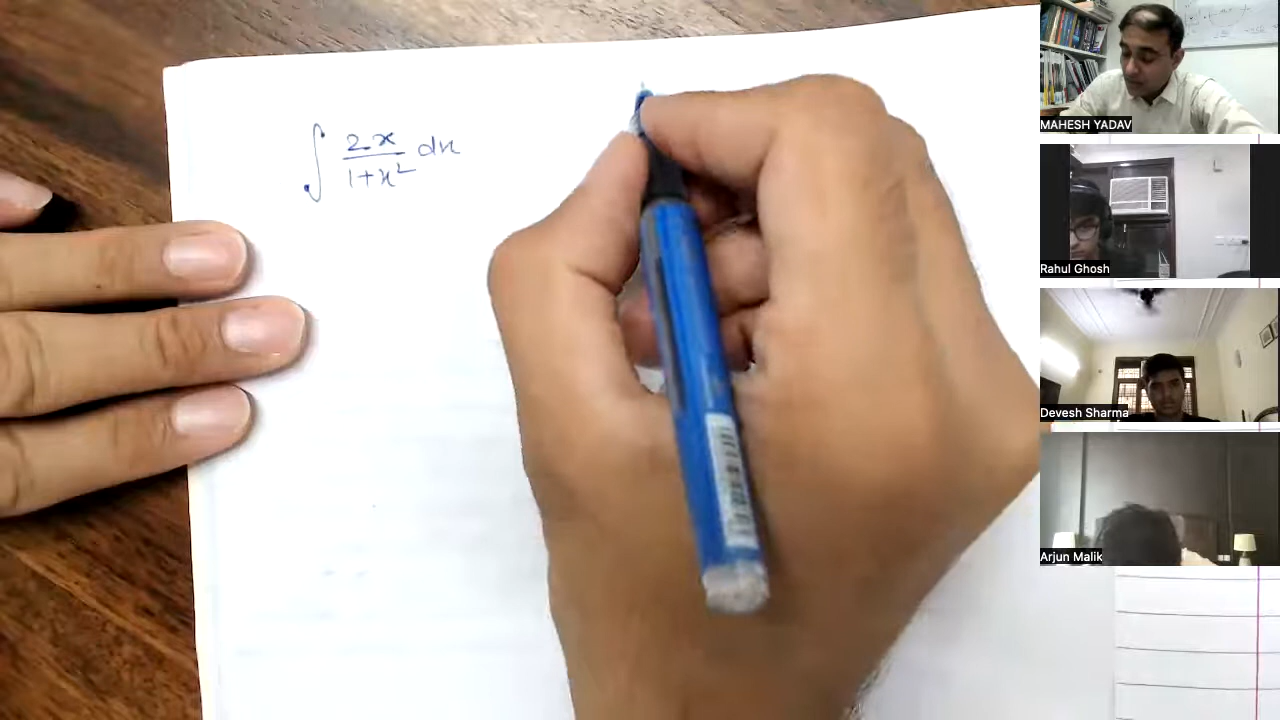 ∫ 2x/(1+x²) dx
MAHESH YADAV
Rahul Ghosh
Devesh Sharma
Arjun Malik